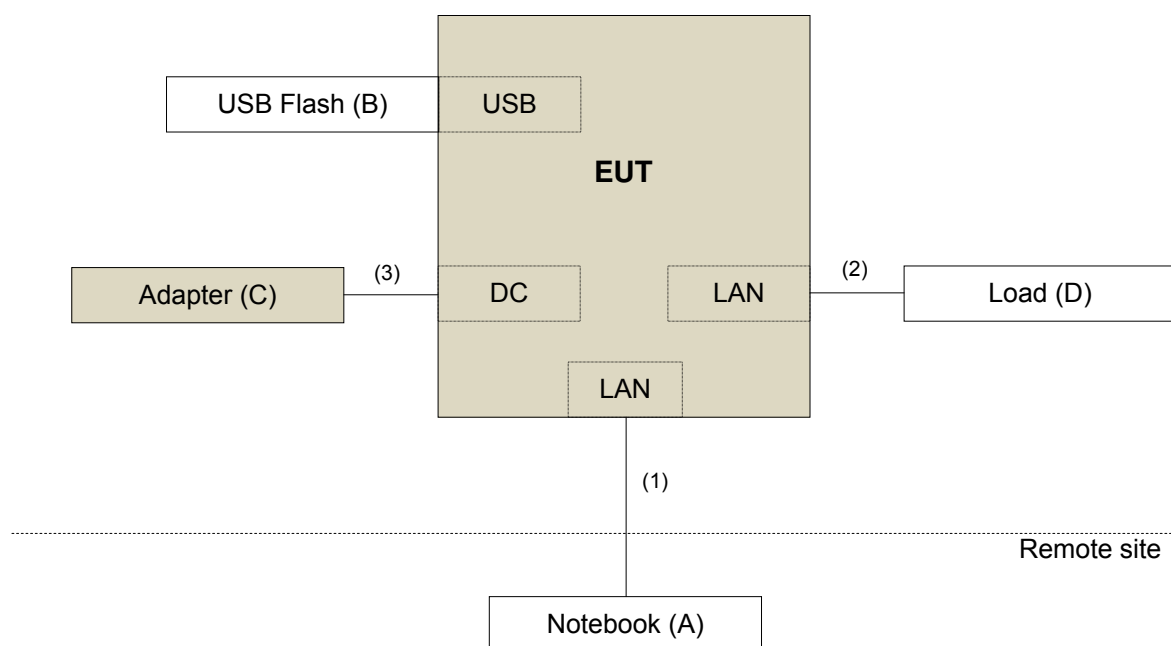 USB Flash (B)
USB
EUT
Adapter (C)
(3)
DC
LAN
(2)
Load (D)
LAN
(1)
Remote site
Notebook (A)